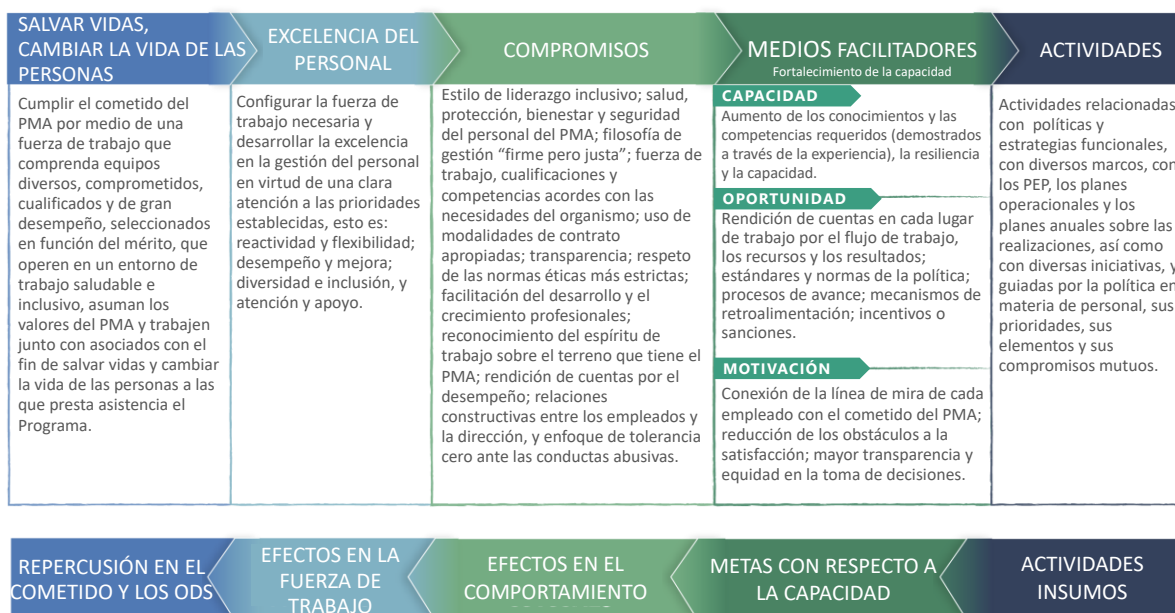 SALVAR VIDAS,
CAMBIAR LA VIDA DE LAS
PERSONAS
EXCELENCIA DEL
PERSONAL
COMPROMISOS
MEDIOS FACILITADORES
Fortalecimiento de la capacidad
ACTIVIDADES
Cumplir el cometido del
PMA por medio de una
fuerza de trabajo que
comprenda equipos
diversos, comprometidos,
cualificados y de gran
desempeño, seleccionados
en función del mérito, que
operen en un entorno de
trabajo saludable e
inclusivo, asuman los
valores del PMA y trabajen
junto con asociados con el
fin de salvar vidas y cambiar
la vida de las personas a las
que presta asistencia el
Programa.
Configurar la fuerza de
trabajo necesaria y
desarrollar la excelencia
en la gestión del personal
en virtud de una clara
atención a las prioridades
establecidas, esto es:
reactividad y flexibilidad;
desempeño y mejora;
diversidad e inclusión, y
atención y apoyo.
Estilo de liderazgo inclusivo; salud,
protección, bienestar y seguridad
del personal del PMA; filosofía de
gestión “firme pero justa”; fuerza de
trabajo, cualificaciones y
competencias acordes con las
necesidades del organismo; uso de
modalidades de contrato
apropiadas; transparencia; respeto
de las normas éticas más estrictas;
facilitación del desarrollo y el
crecimiento profesionales;
reconocimiento del espíritu de
trabajo sobre el terreno que tiene el
PMA; rendición de cuentas por el
desempeño; relaciones
constructivas entre los empleados y
la dirección, y enfoque de tolerancia
cero ante las conductas abusivas.
CAPACIDAD
Aumento de los conocimientos y las
competencias requeridos (demostrados
a través de la experiencia), la resiliencia
y la capacidad.
OPORTUNIDAD
Rendición de cuentas en cada lugar
de trabajo por el flujo de trabajo,
los recursos y los resultados;
estándares y normas de la política;
procesos de avance; mecanismos de
retroalimentación; incentivos o
sanciones.
MOTIVACIÓN
Conexión de la línea de mira de cada
empleado con el cometido del PMA;
reducción de los obstáculos a la
satisfacción; mayor transparencia y
equidad en la toma de decisiones.
Actividades relacionadas
con políticas y
estrategias funcionales,
con diversos marcos, con
los PEP, los planes
operacionales y los
planes anuales sobre las
realizaciones, así como
con diversas iniciativas, y
guiadas por la política en
materia de personal, sus
prioridades, sus
elementos y sus
compromisos mutuos.
REPERCUSIÓN EN EL
COMETIDO Y LOS ODS
EFECTOS EN LA
FUERZA DE
TRABAJO
EFECTOS EN EL
COMPORTAMIENTO
METAS CON RESPECTO A
LA CAPACIDAD
ACTIVIDADES
INSUMOS